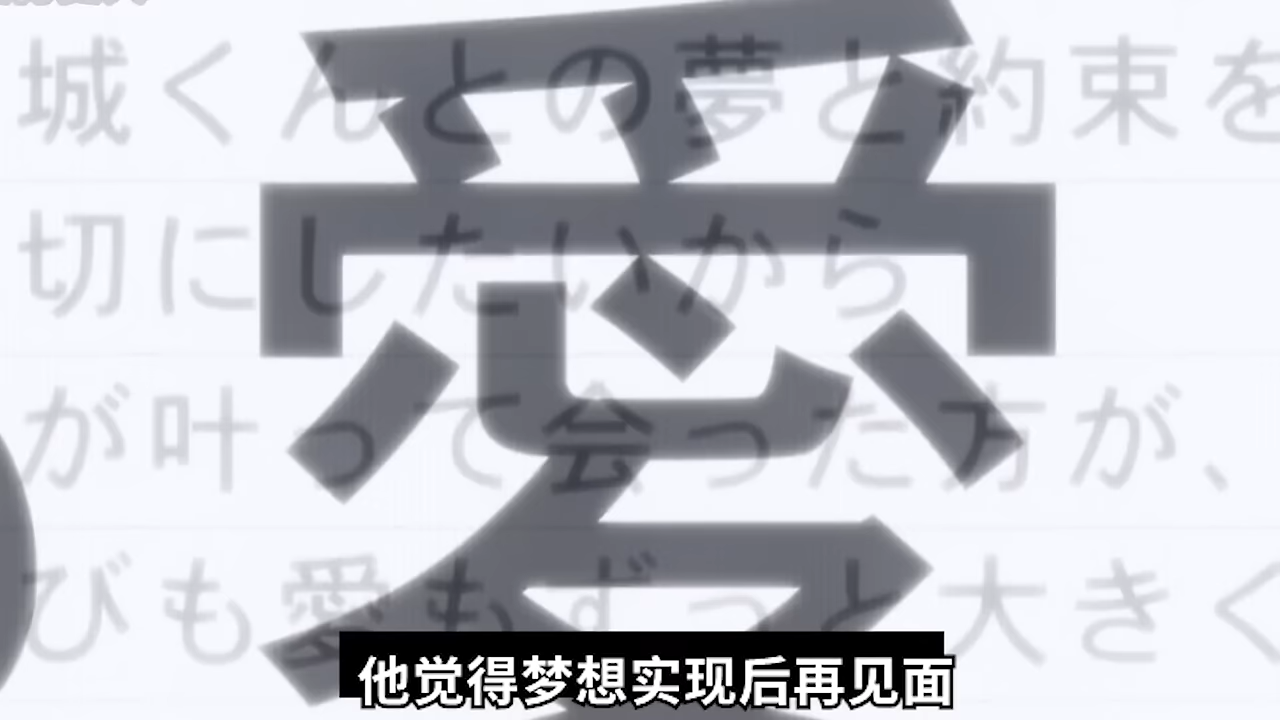 城くんとの夢と約束を
切にしたいから
が叶って会った方が、
びも愛もずっと大きく
愛
他觉得梦想实现后再见面